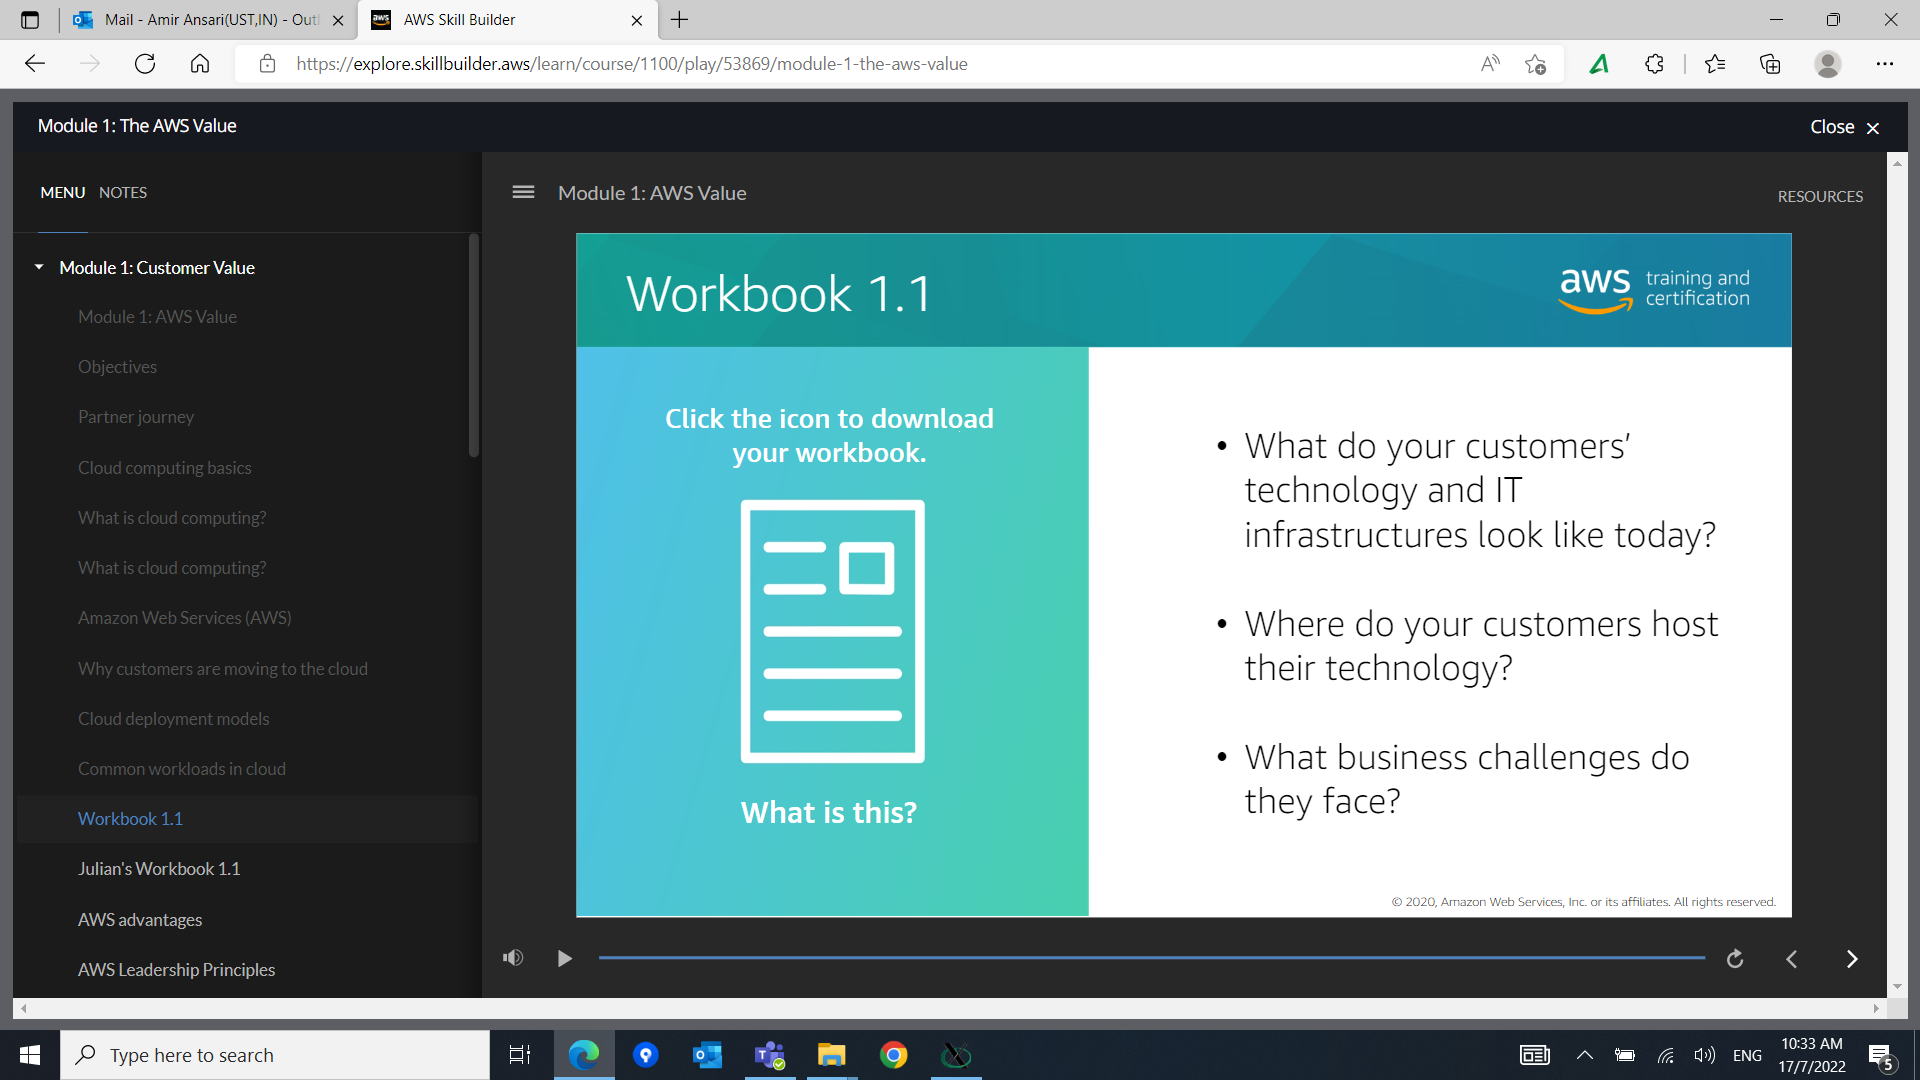 Mail - Amir Ansari(UST,IN) - Out
AWS Skill Builder
https://explore.skillbuilder.aws/learn/course/1100/play/53869/module-1-the-aws-value
Module 1: The AWS Value
Close
MENU NOTES
Module 1: AWS Value
RESOURCES
Module 1: Customer Value
Module 1: AWS Value
Objectives
Partner journey
Cloud computing basics
What is cloud computing?
What is cloud computing?
Amazon Web Services (AWS)
Why customers are moving to the cloud
Cloud deployment models
Common workloads in cloud
Workbook 1.1
Julian's Workbook 1.1
AWS advantages
AWS Leadership Principles
Workbook 1.1
aws training and
certification
Click the icon to download
your workbook.
What is this?
• What do your customers’
technology and IT
infrastructures look like today?
• Where do your customers host
their technology?
• What business challenges do
they face?
© 2020, Amazon Web Services, Inc. or its affiliates. All rights reserved.
Type here to search
ENG
10:33 AM
17/7/2022
5